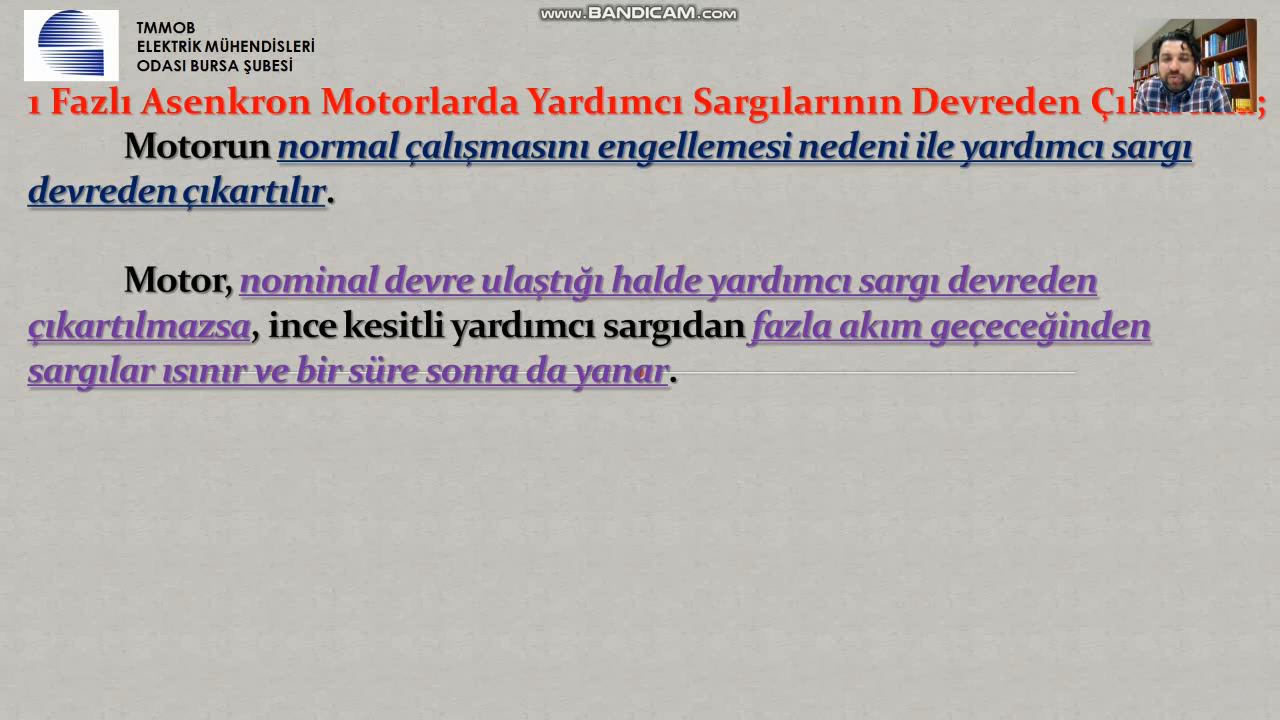 www.BANDICAM.com
TMMOB
ELEKTRİK MÜHENDİSLERİ
ODASI BURSA ŞUBESİ
1 Fazlı Asenkron Motorlarda Yardımcı Sargılarının Devreden
Motorun normal çalışmasını engellemesi nedeni ile yardımcı sargı
devreden çıkartılır.
Motor, nominal devre ulaştığı halde yardımcı sargı devreden
çıkartılmazsa, ince kesitli yardımcı sargıdan fazla akım geçeceğinden
sargılar ısınır ve bir süre sonra da yanar.